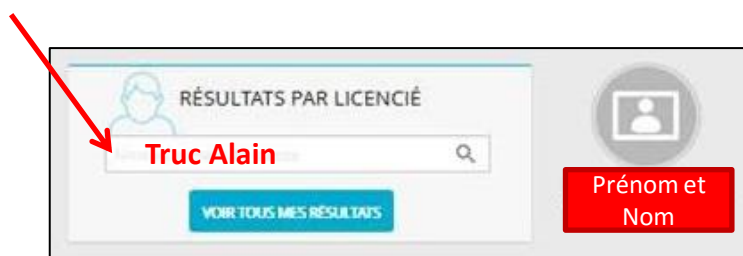 RÉSULTATS PAR LICENCIÉ
Truc Alain
VOIR TOUS MES RÉSULTATS
Prénom et
Nom